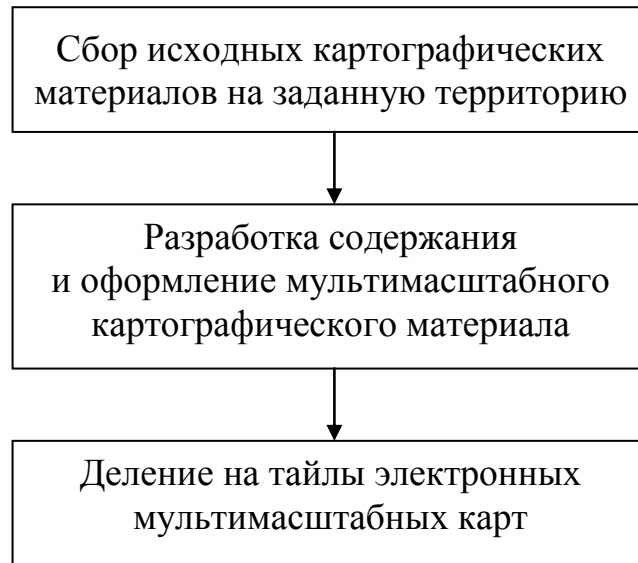 Сбор исходных картографических
материалов на заданную территорию
Разработка содержания
и оформление мультимасштабного
картографического материала
Деление на тайлы электронных
мультимасштабных карт